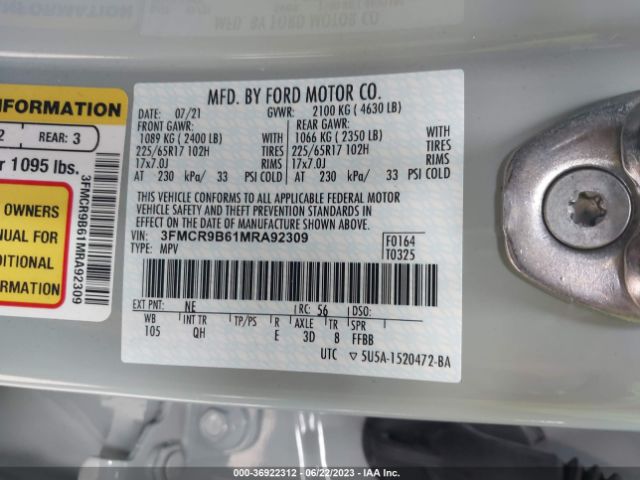 MFD. BY FORD MOTOR CO.
DATE: 07/21 GVWR: 2100 KG ( 4630 LB)
FRONT GAWR: REAR GAWR:
1089 KG ( 2400 LB) WITH 1066 KG ( 2350 LB) WITH
225/65R17 102H TIRES 225/65R17 102H TIRES
17x7.0J RIMS 17x7.0J RIMS
AT 230 kPa/ 33 PSI COLD AT 230 kPa/ 33 PSI COLD
THIS VEHICLE CONFORMS TO ALL APPLICABLE FEDERAL MOTOR
VEHICLE SAFETY AND THEFT PREVENTION STANDARDS IN
EFFECT ON THE DATE OF MANUFACTURE SHOWN ABOVE.
VIN: 3FMCR9B61MRA92309 F0164
TYPE: MPV T0325
EXT PNT: NE RC: 56 DSO:
WB INT TR TP/PS R AXLE TR SPR
105 QH E 3D 8 FFBB
UTC ▽ 5U5A-1520472-BA
INFORMATION
2 REAR: 3
r 1095 lbs.
OWNERS
NUAL FOR
DITIONAL
FORMATION
3FMCR9B61MRA92309
000-36922312 - 06/22/2023 - IAA